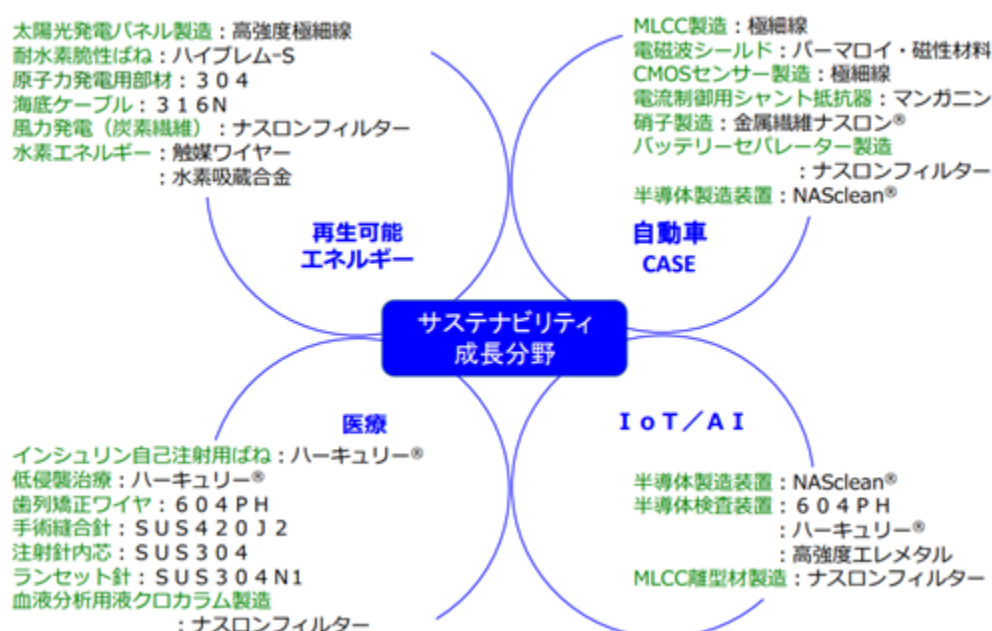 太陽光発電パネル製造：高強度極細線
耐水素脆性ばね：ハイブレム-S
原子力発電用部材：３０４
海底ケーブル：３１６N
風力発電（炭素繊維）：ナスロンフィルター
水素エネルギー：触媒ワイヤー
：水素吸蔵合金
再生可能
エネルギー
MLCC製造：極細線
電磁波シールド：パーマロイ・磁性材料
CMOSセンサー製造：極細線
電流制御用シャント抵抗器：マンガニン
硝子製造：金属繊維ナスロン®
バッテリーセパレーター製造
：ナスロンフィルター
半導体製造装置：NASclean®
自動車
CASE
サステナビリティ
成長分野
医療
インシュリン自己注射用ばね：ハーキュリー®
低侵襲治療：ハーキュリー®
歯列矯正ワイヤ：６０４PH
手術縫合針：ＳＵＳ４２０Ｊ２
注射針内芯：ＳＵＳ３０４
ランセット針：ＳＵＳ３０４N1
血液分析用液クロカラム製造
：ナスロンフィルター
ＩｏＴ／ＡＩ
半導体製造装置：NASclean®
半導体検査装置：６０４PH
：ハーキュリー®
：高強度エレメタル
MLCC離型材製造：ナスロンフィルター